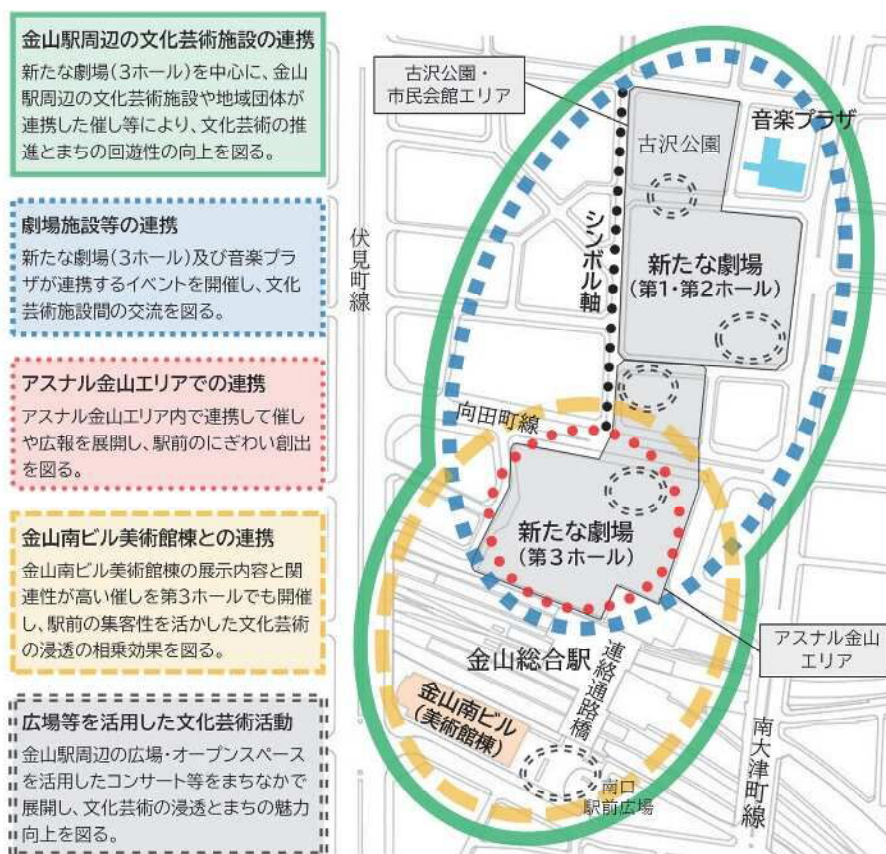 金山駅周辺の文化芸術施設の連携
新たな劇場(3ホール)を中心に、金山
駅周辺の文化芸術施設や地域団体が
連携した催し等により、文化芸術の推
進とまちの回遊性の向上を図る。
劇場施設等の連携
新たな劇場(3ホール)及び音楽プラ
ザが連携するイベントを開催し、文化
芸術施設間の交流を図る。
アスナル金山エリアでの連携
アスナル金山エリア内で連携して催し
や広報を展開し、駅前のにぎわい創出
を図る。
金山南ビル美術館棟との連携
金山南ビル美術館棟の展示内容と関
連性が高い催しを第3ホールでも開催
し、駅前の集客性を活かした文化芸術
の浸透の相乗効果を図る。
広場等を活用した文化芸術活動
金山駅周辺の広場・オープンスペース
を活用したコンサート等をまちなかで
展開し、文化芸術の浸透とまちの魅力
向上を図る。
古沢公園・
市民会館エリア
古沢公園
音楽プラザ
伏見町線
シンボル軸
新たな劇場
(第1・第2ホール)
向田町線
新たな劇場
(第3ホール)
金山総合駅
連絡通路橋
アスナル金山
エリア
金山南ビル
(美術館棟)
南口
駅前広場
南大津町線